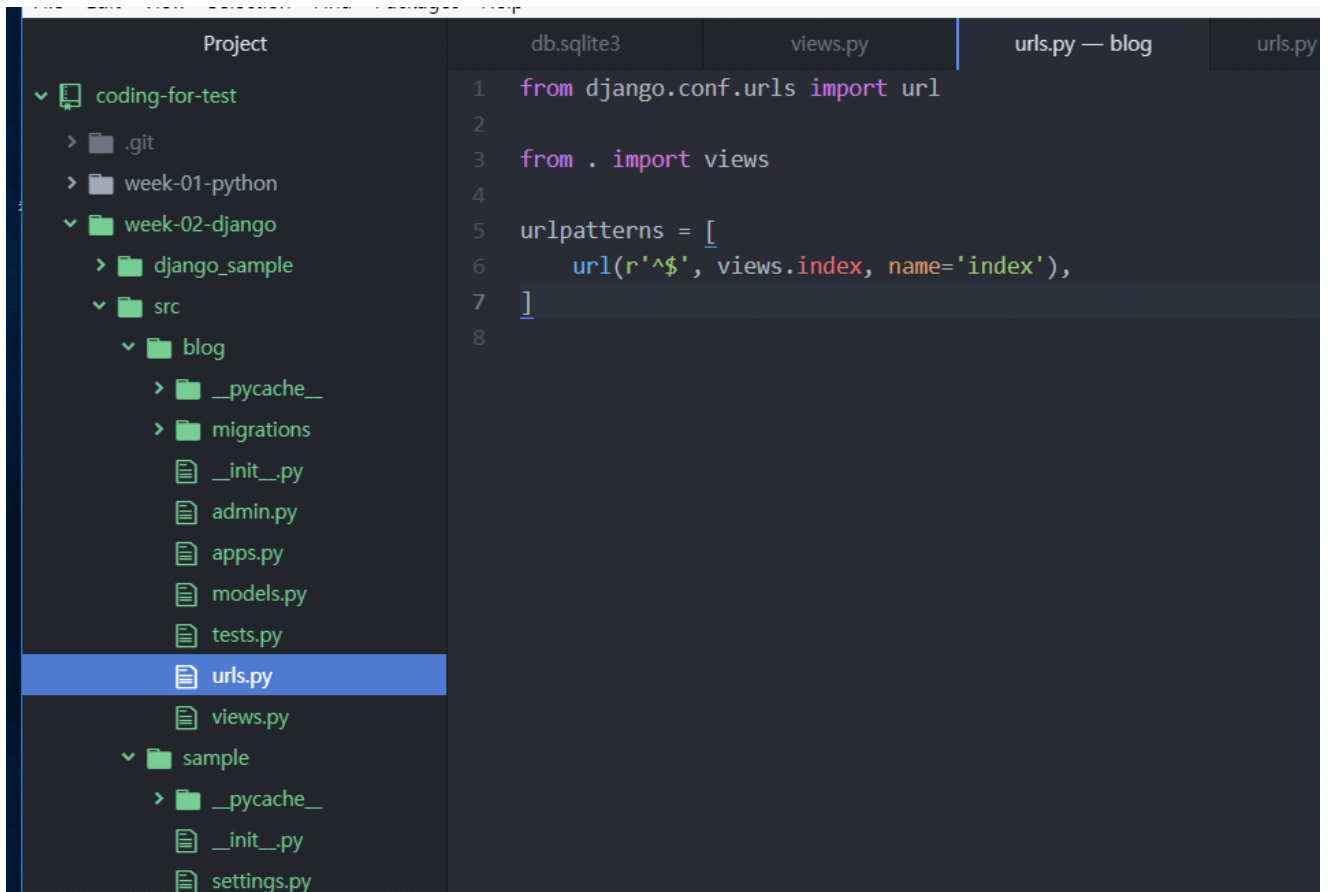 Project
coding-for-test
.git
week-01-python
week-02-django
django_sample
src
blog
__pycache__
migrations
__init__.py
admin.py
apps.py
models.py
tests.py
urls.py
views.py
sample
__pycache__
__init__.py
settings.py
db.sqlite3 views.py urls.py — blog urls.py
1 from django.conf.urls import url
2
3 from . import views
4
5 urlpatterns = [
6 url(r'^$', views.index, name='index'),
7 ]
8